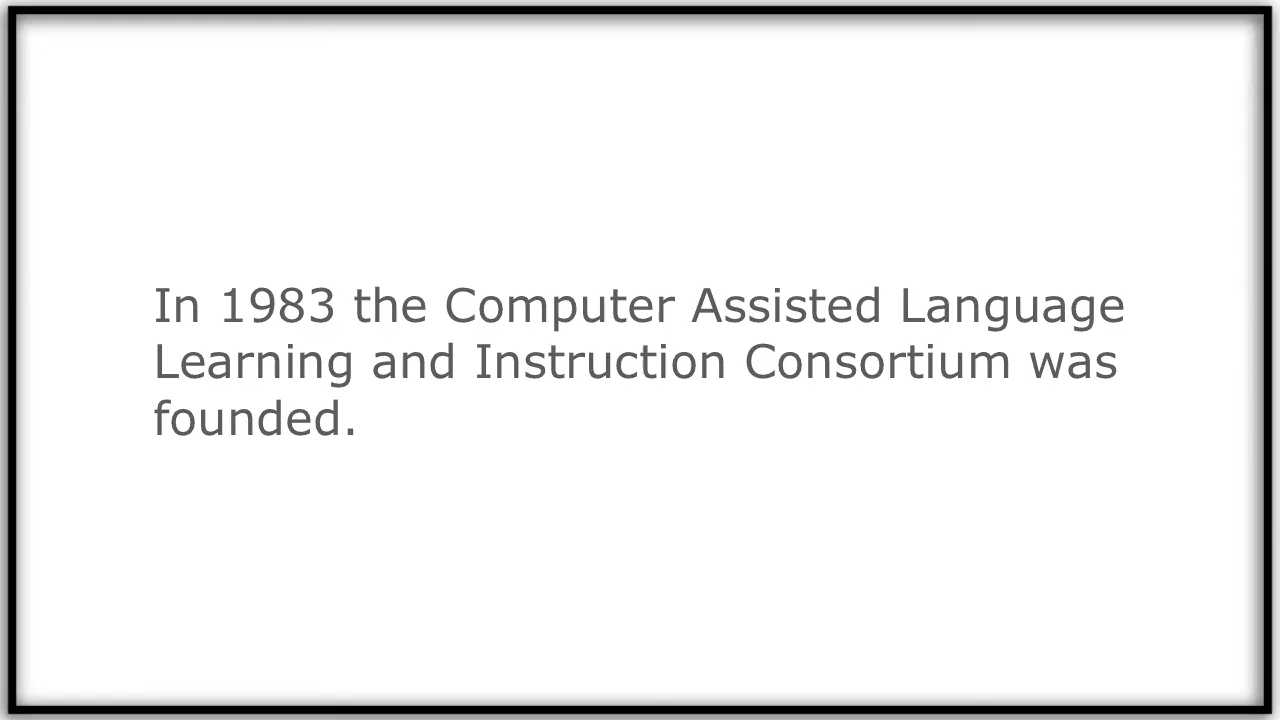 In 1983 the Computer Assisted Language
Learning and Instruction Consortium was
founded.